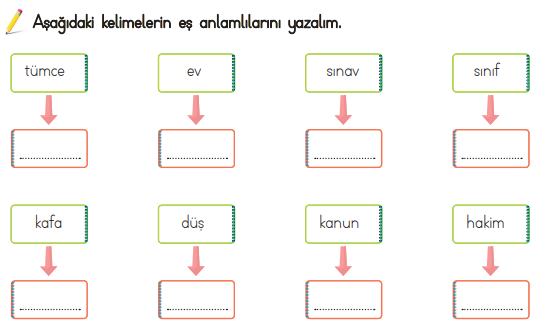 Aşağıdaki kelimelerin eş anlamlılarını yazalım.
tümce ev sınav sınıf
kafa düş kanun hakim